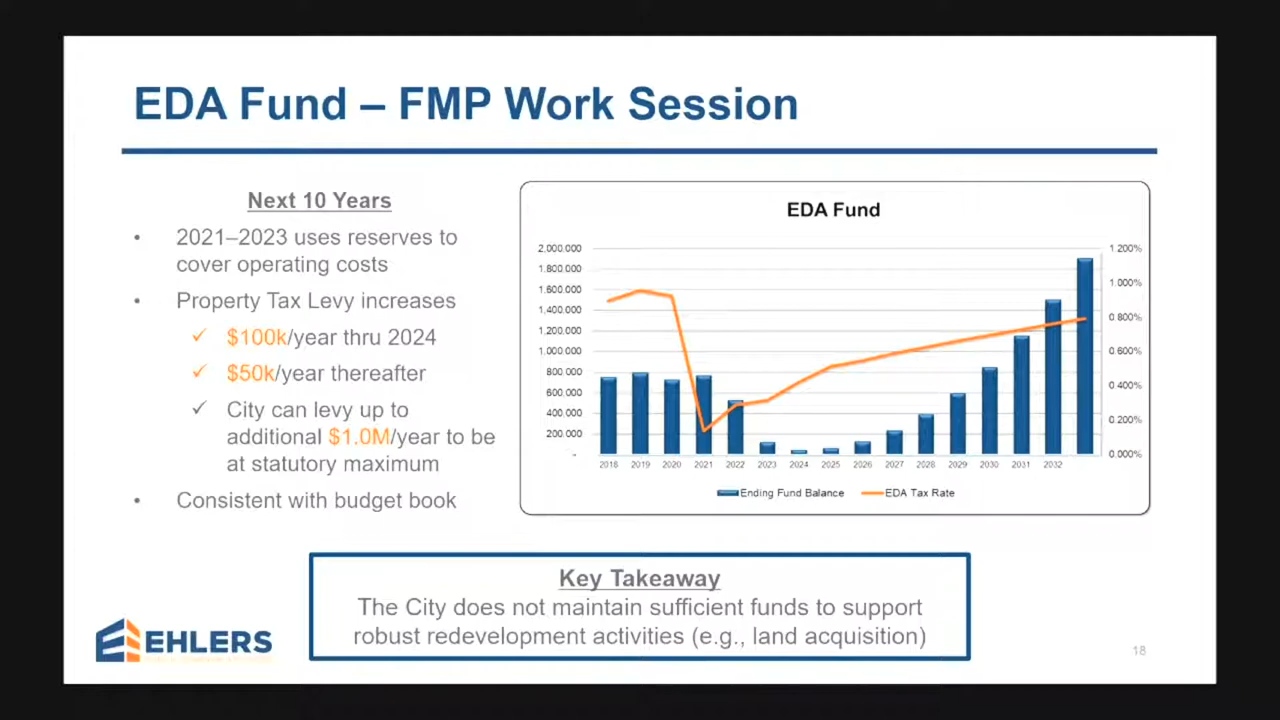 EDA Fund – FMP Work Session
Next 10 Years
• 2021–2023 uses reserves to
cover operating costs
• Property Tax Levy increases
✓ $100k/year thru 2024
✓ $50k/year thereafter
✓ City can levy up to
additional $1.0M/year to be
at statutory maximum
• Consistent with budget book
EDA Fund
2,000,000
1,800,000
1,600,000
1,400,000
1,200,000
1,000,000
800,000
600,000
400,000
200,000
-
1.200%
1.000%
0.800%
0.600%
0.400%
0.200%
0.000%
2018 2019 2020 2021 2022 2023 2024 2025 2026 2027 2028 2029 2030 2031 2032
Ending Fund Balance EDA Tax Rate
Key Takeaway
The City does not maintain sufficient funds to support
robust redevelopment activities (e.g., land acquisition)
EHLERS
18